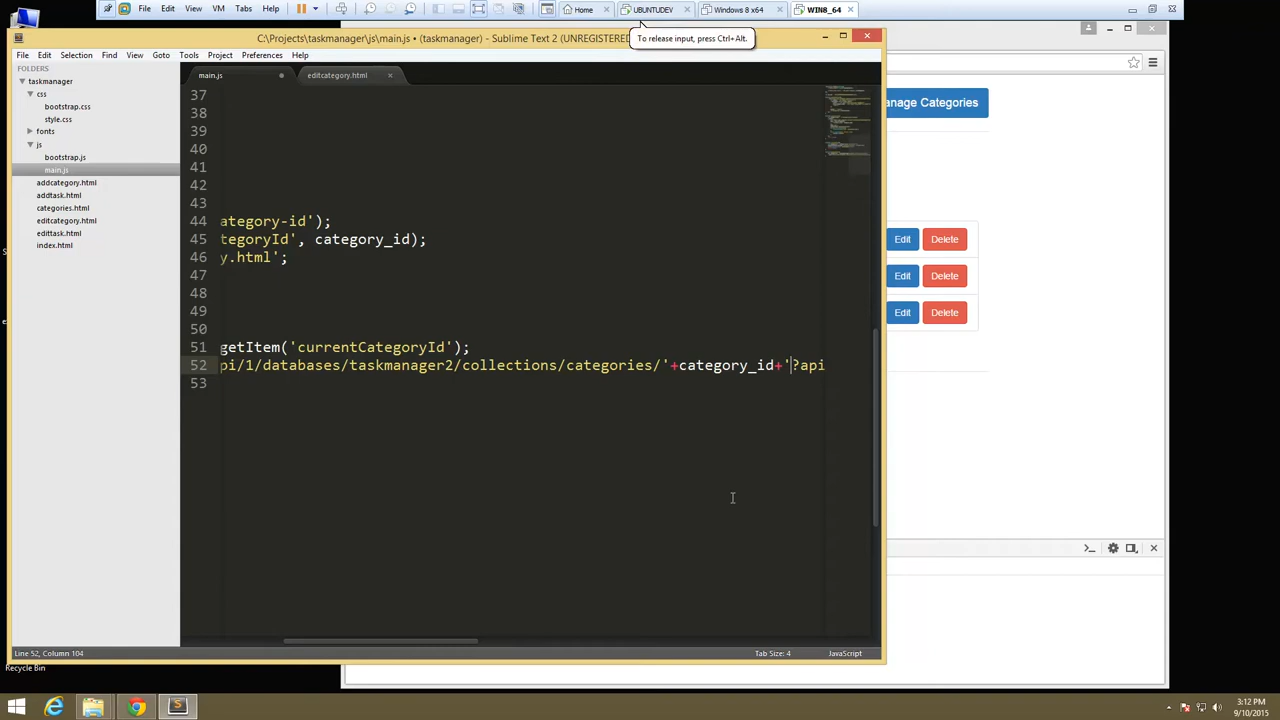 File Edit View VM Tabs Help Home UBUNTUDEV Windows 8 x64 WIN8_64
C:\Projects\taskmanager\js\main.js • (taskmanager) - Sublime Text 2 (UNREGISTERED
To release input, press Ctrl+Alt.
File Edit Selection Find View Goto Tools Project Preferences Help
FOLDERS
taskmanager
css
bootstrap.css
style.css
fonts
js
bootstrap.js
main.js
addcategory.html
addtask.html
categories.html
editcategory.html
edittask.html
index.html
main.js editcategory.html
37
38
39
40
41
42
43
44 ategory-id');
45 tegoryId', category_id);
46 y.html';
47
48
49
50
51 getItem('currentCategoryId');
52 pi/1/databases/taskmanager2/collections/categories/'+category_id+'?api
53
anage Categories
Edit Delete
Edit Delete
Edit Delete
Line 52, Column 104 Tab Size: 4 JavaScript
Recycle Bin
3:12 PM
9/10/2015